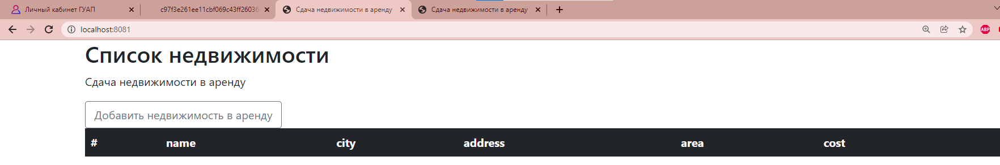 Личный кабинет ГУАП
c97f3e261ee11cbf069c43ff26036
Сдача недвижимости в аренду
Сдача недвижимости в аренду
localhost:8081
ABP
Список недвижимости
Сдача недвижимости в аренду
Добавить недвижимость в аренду
# name city address area cost